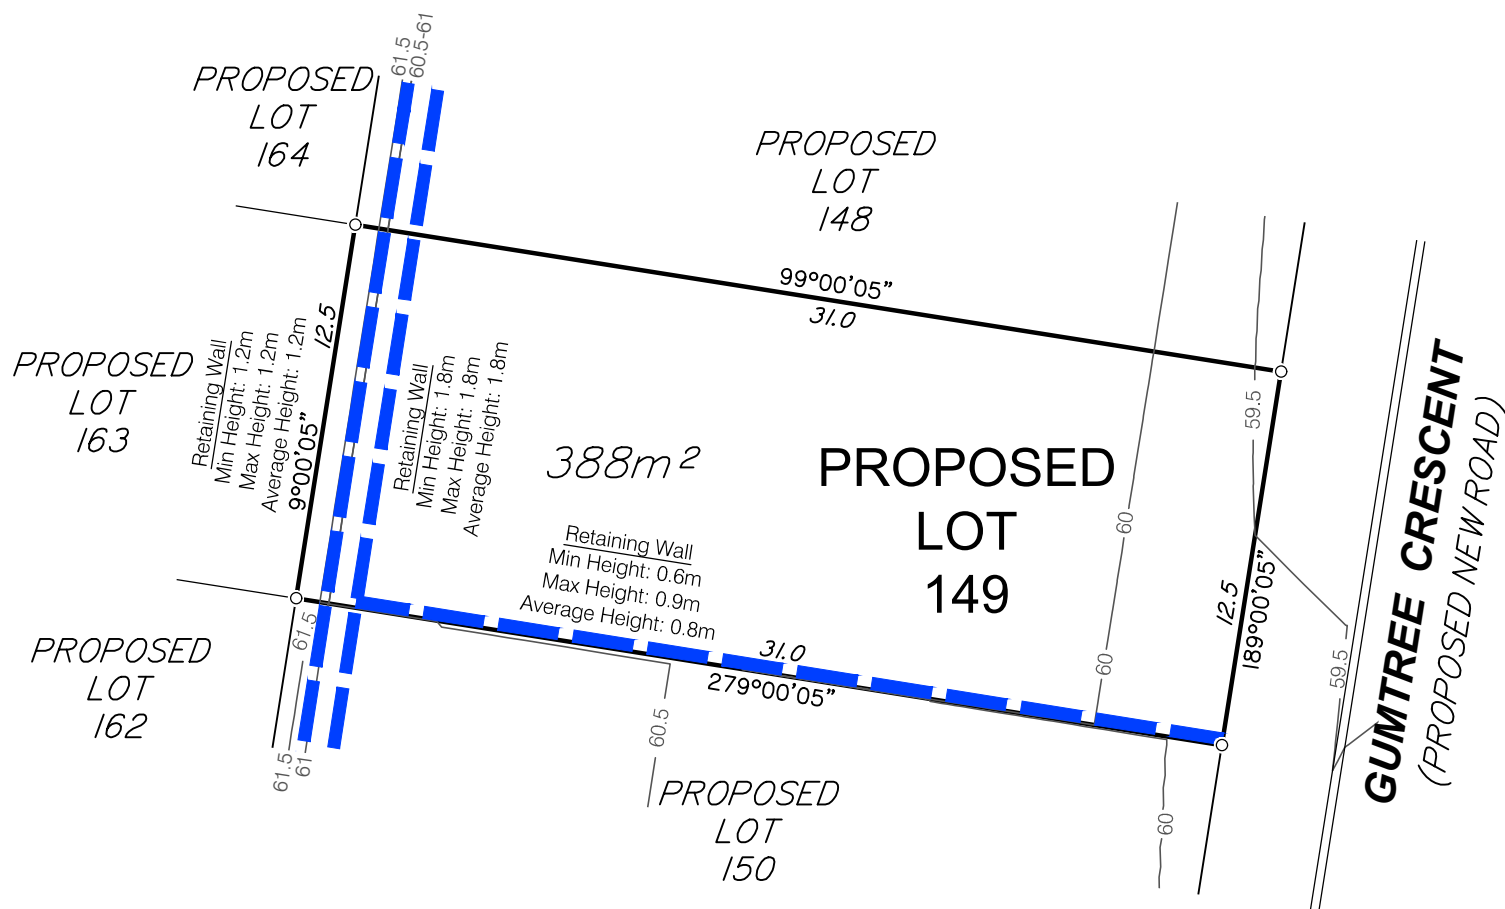 61.5
60.5-61
PROPOSED
LOT
164
PROPOSED
LOT
148
99°00'05"
31.0
12.5
9°00'05"
PROPOSED
LOT
163
Retaining Wall
Min Height: 1.2m
Max Height: 1.2m
Average Height: 1.2m
Retaining Wall
Min Height: 1.8m
Max Height: 1.8m
Average Height: 1.8m
388m²
PROPOSED
LOT
149
Retaining Wall
Min Height: 0.6m
Max Height: 0.9m
Average Height: 0.8m
59.5
60
60
12.5
189°00'05"
GUMTREE CRESCENT
(PROPOSED NEW ROAD)
59.5
31.0
279°00'05"
61.5
PROPOSED
LOT
162
61.5
61
60.5
60
PROPOSED
LOT
150